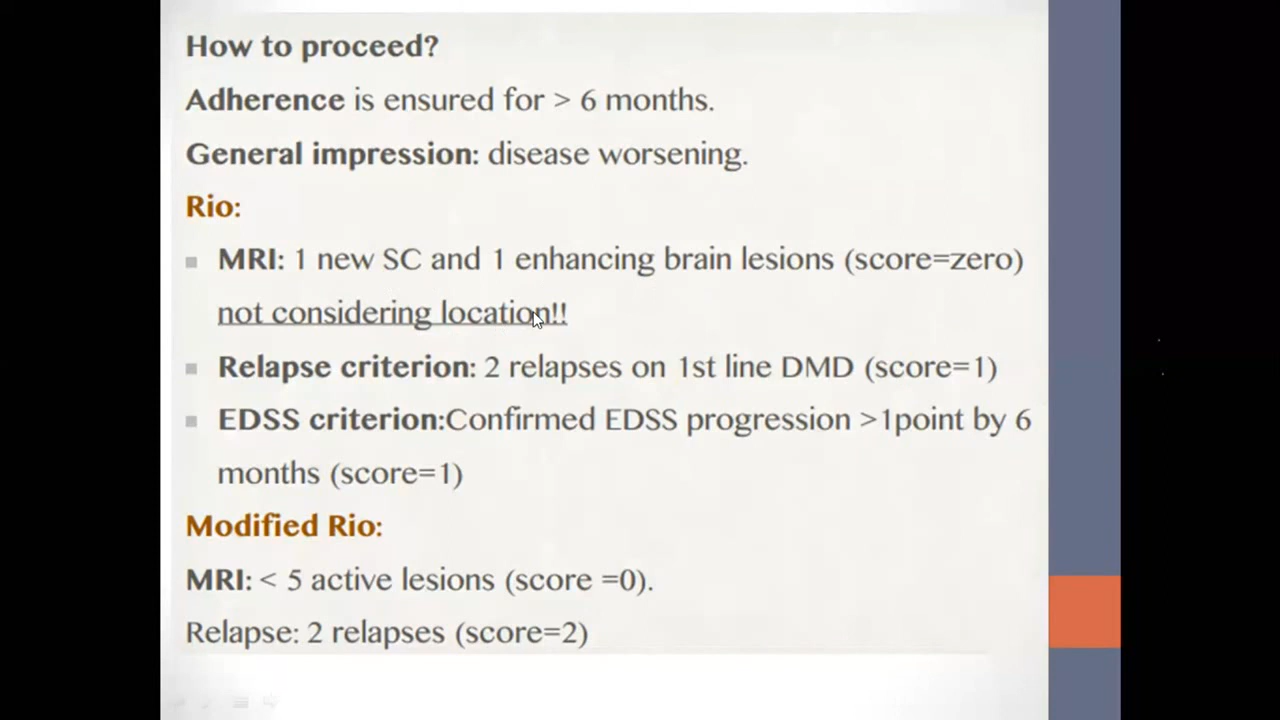 How to proceed?
Adherence is ensured for > 6 months.
General impression: disease worsening.
Rio:
MRI: 1 new SC and 1 enhancing brain lesions (score=zero)
not considering location!!
Relapse criterion: 2 relapses on 1st line DMD (score=1)
EDSS criterion:Confirmed EDSS progression >1point by 6
months (score=1)
Modified Rio:
MRI: < 5 active lesions (score =0).
Relapse: 2 relapses (score=2)